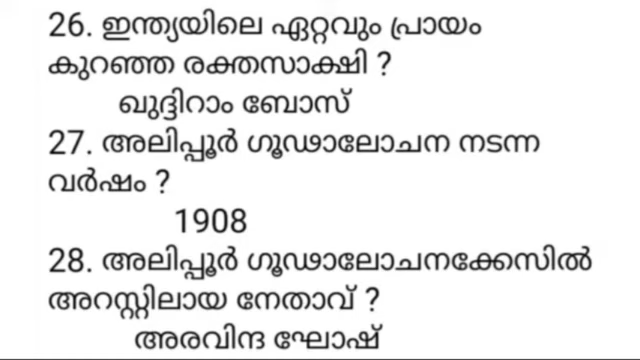 26. ഇന്ത്യയിലെ ഏറ്റവും പ്രായം
കുറഞ്ഞ രക്തസാക്ഷി ?
ഖുദ്ദിറാം ബോസ്
27. അലിപ്പൂർ ഗൂഢാലോചന നടന്ന
വർഷം ?
1908
28. അലിപ്പൂർ ഗൂഢാലോചനക്കേസിൽ
അറസ്റ്റിലായ നേതാവ് ?
അരവിന്ദ ഘോഷ്